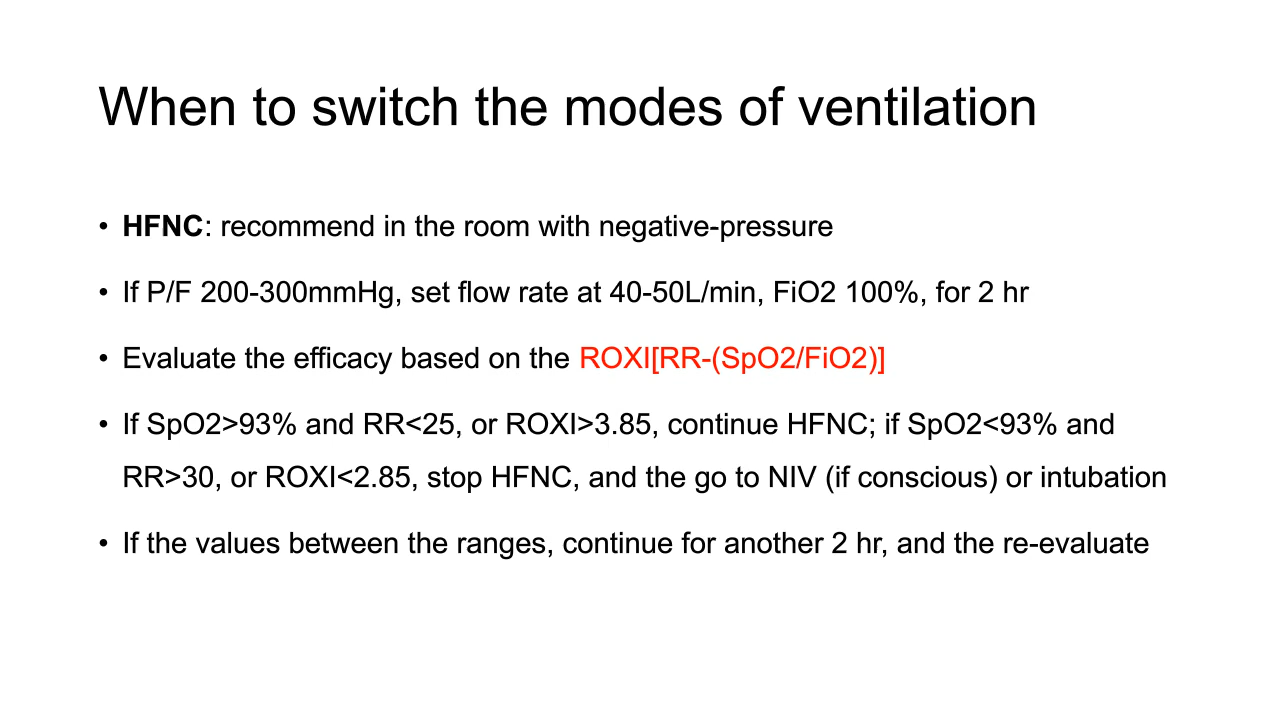 When to switch the modes of ventilation
• HFNC: recommend in the room with negative-pressure
• If P/F 200-300mmHg, set flow rate at 40-50L/min, FiO2 100%, for 2 hr
• Evaluate the efficacy based on the ROXI[RR-(SpO2/FiO2)]
• If SpO2>93% and RR<25, or ROXI>3.85, continue HFNC; if SpO2<93% and
RR>30, or ROXI<2.85, stop HFNC, and the go to NIV (if conscious) or intubation
• If the values between the ranges, continue for another 2 hr, and the re-evaluate